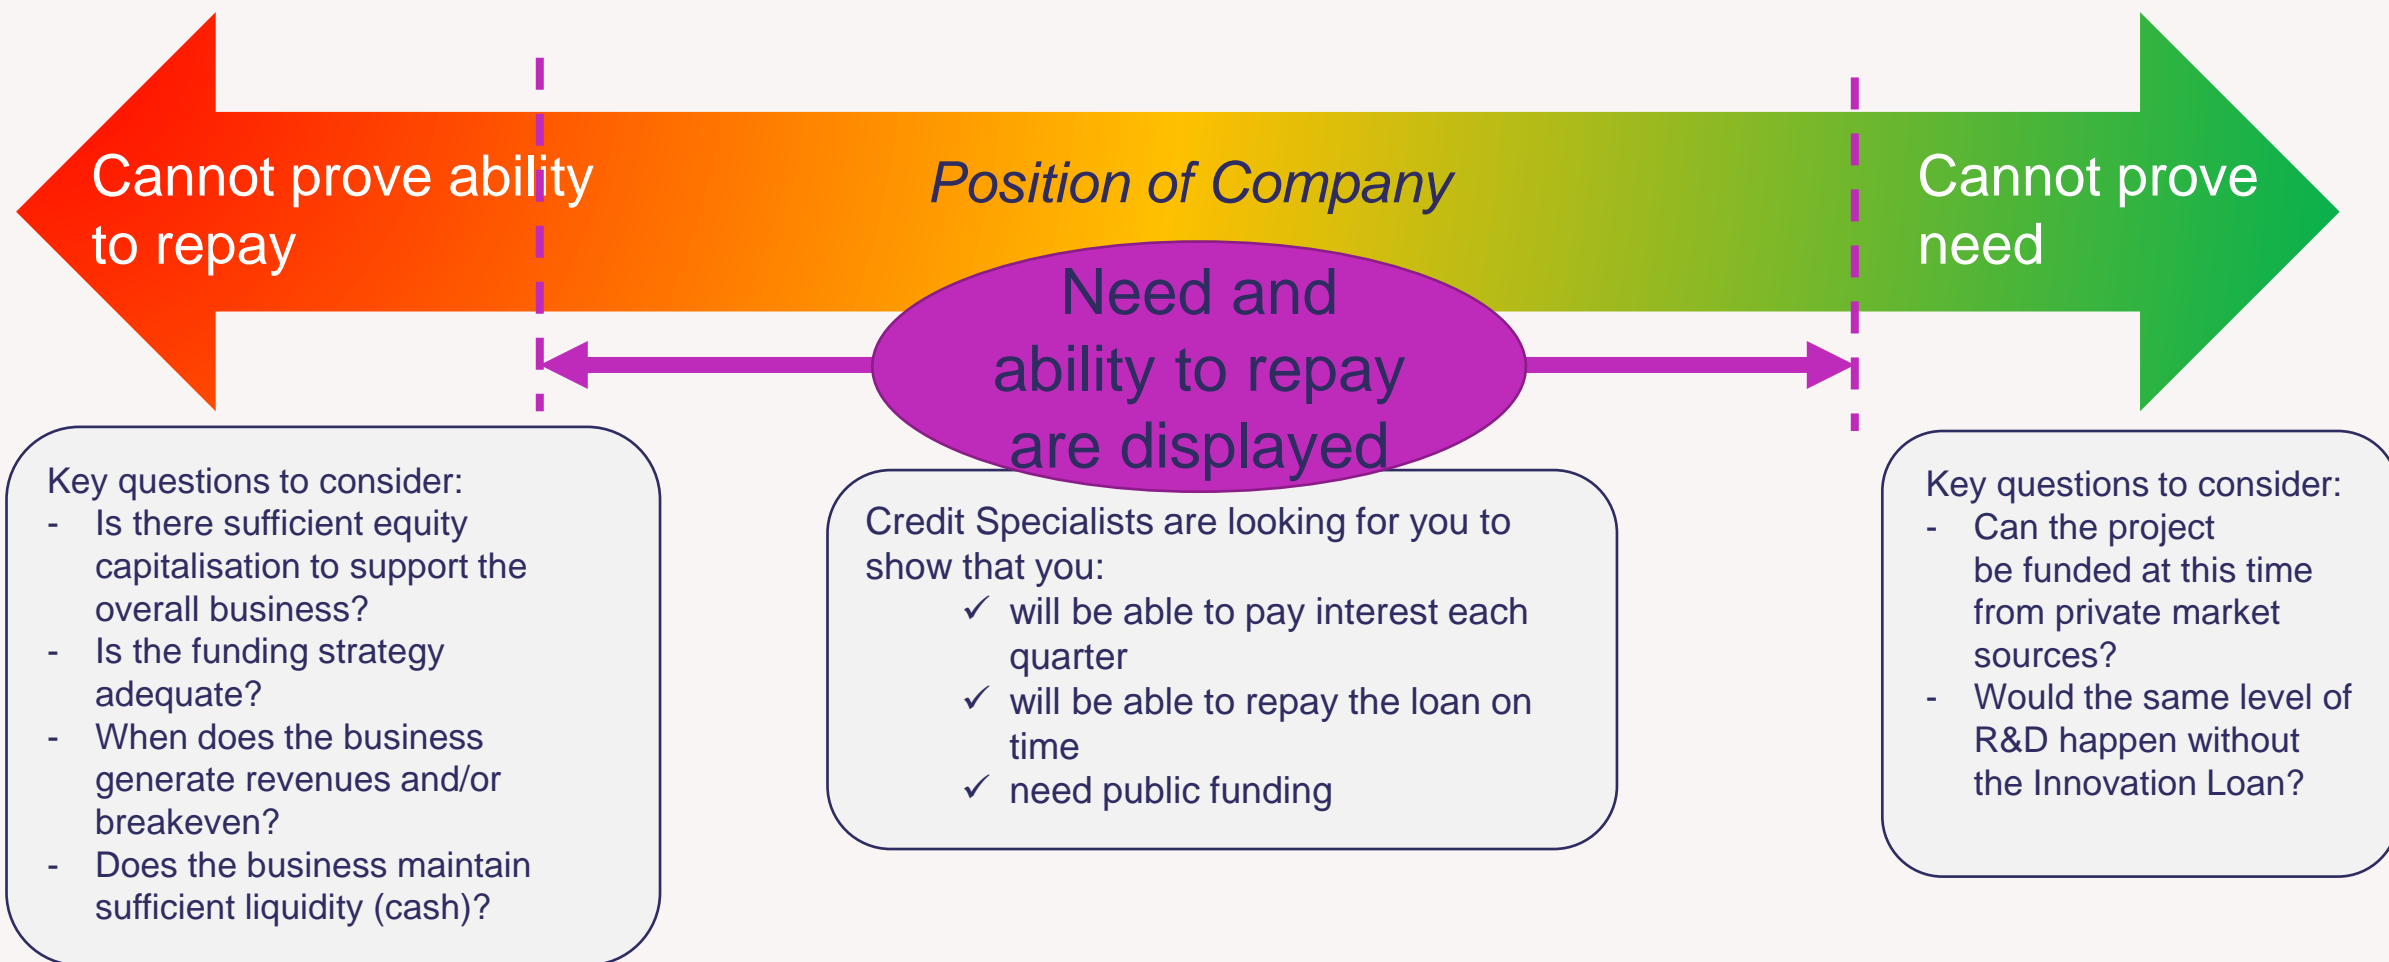 Cannot prove ability
to repay
Position of Company
Cannot prove
need
Need and
ability to repay
are displayed
Key questions to consider:
- Is there sufficient equity
capitalisation to support the
overall business?
- Is the funding strategy
adequate?
- When does the business
generate revenues and/or
breakeven?
- Does the business maintain
sufficient liquidity (cash)?
Credit Specialists are looking for you to
show that you:
✓ will be able to pay interest each
quarter
✓ will be able to repay the loan on
time
✓ need public funding
Key questions to consider:
- Can the project
be funded at this time
from private market
sources?
- Would the same level of
R&D happen without
the Innovation Loan?